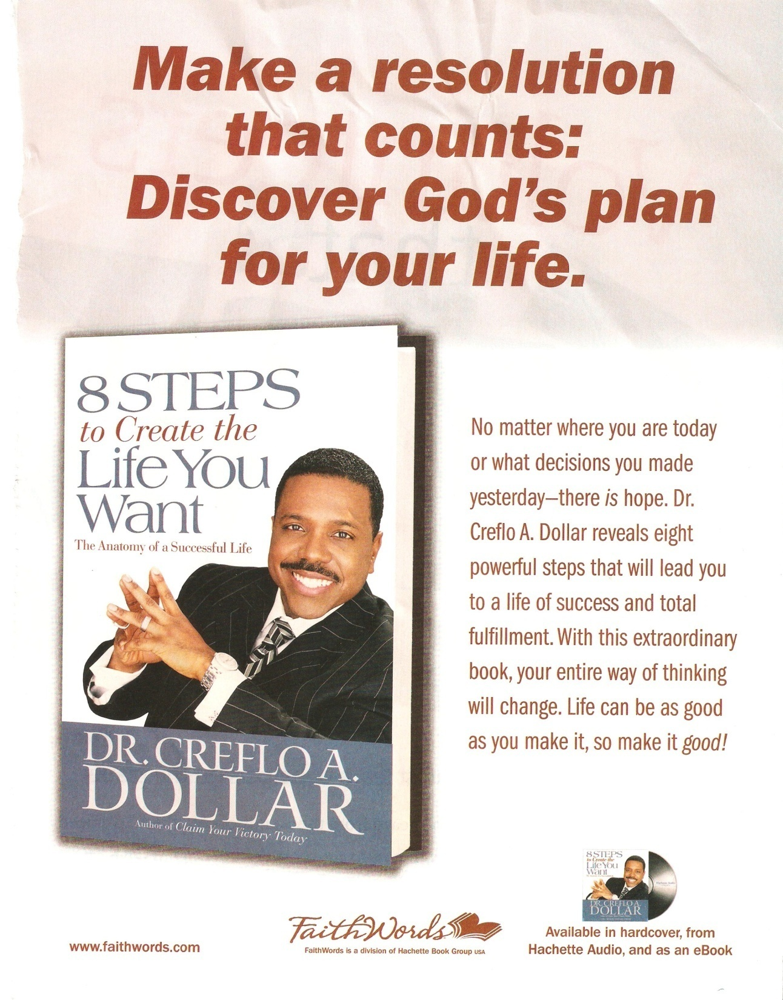 Make a resolution
that counts:
Discover God's plan
for your life.
8 STEPS
to Create the
Life You
Want
The Anatomy of a Successful Life
DR. CREFLO A.
DOLLAR
Author of Claim Your Victory Today
No matter where you are today
or what decisions you made
yesterday—there is hope. Dr.
Creflo A. Dollar reveals eight
powerful steps that will lead you
to a life of success and total
fulfillment. With this extraordinary
book, your entire way of thinking
will change. Life can be as good
as you make it, so make it good!
8 STEPS
to Create the
Life You
Want
DR. CREFLO A.
DOLLAR
Available in hardcover, from
Hachette Audio, and as an eBook
FaithWords
FaithWords is a division of Hachette Book Group USA
www.faithwords.com